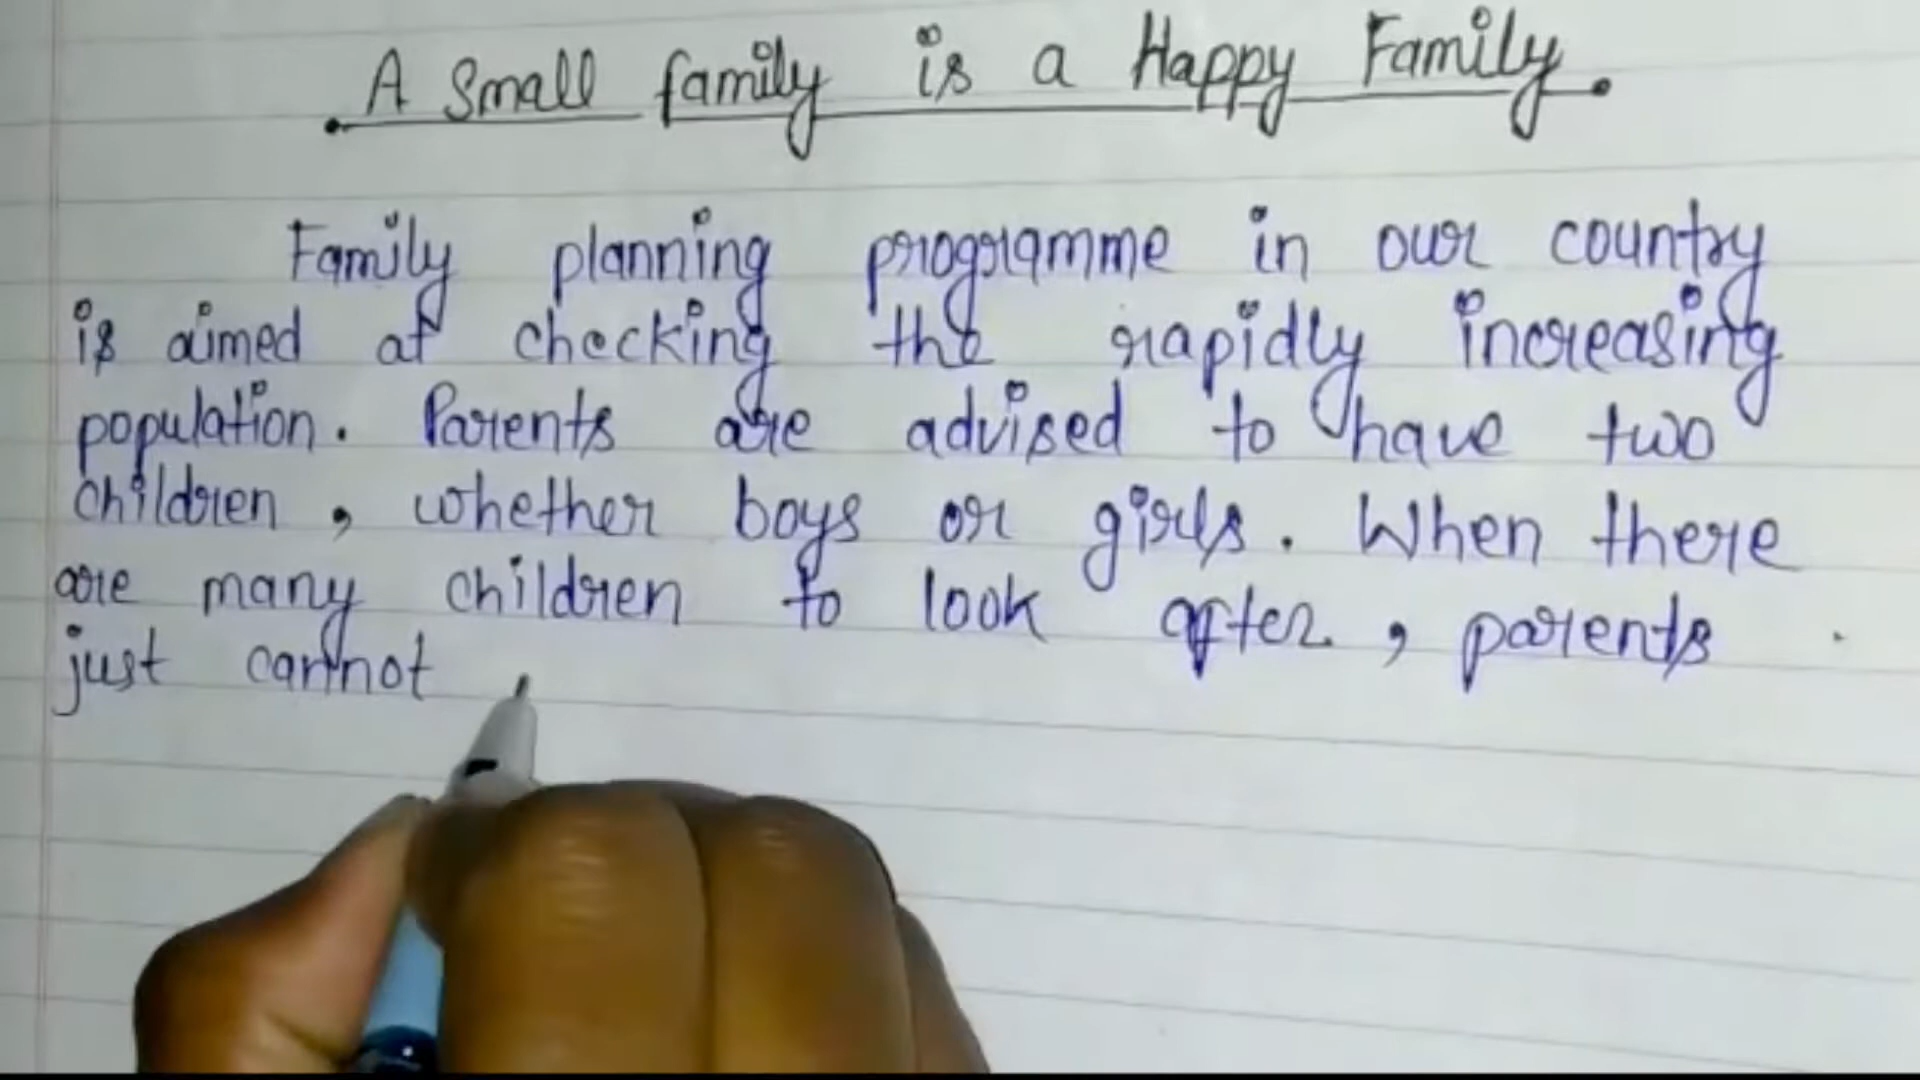 A Small family is a Happy Family.
Family planning programme in our country
is aimed at checking the rapidly increasing
population. Parents are advised to have two
children, whether boys or girls. When there
are many children to look after, parents
just cannot